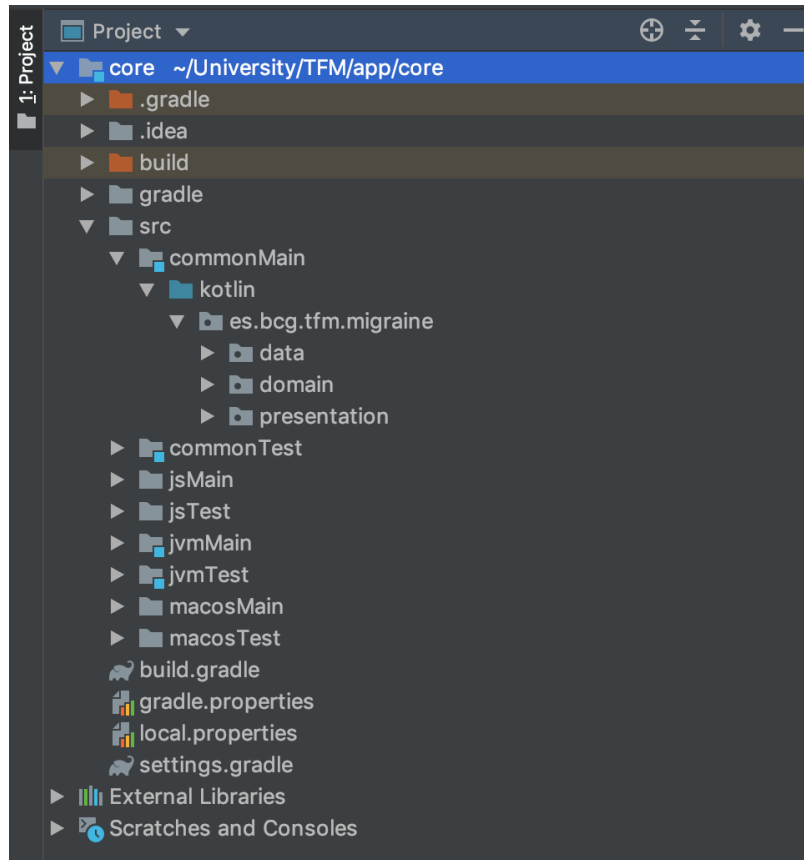 1: Project
Project
core ~/University/TFM/app/core
.gradle
.idea
build
gradle
src
commonMain
kotlin
es.bcg.tfm.migraine
data
domain
presentation
commonTest
jsMain
jsTest
jvmMain
jvmTest
macosMain
macosTest
build.gradle
gradle.properties
local.properties
settings.gradle
External Libraries
Scratches and Consoles